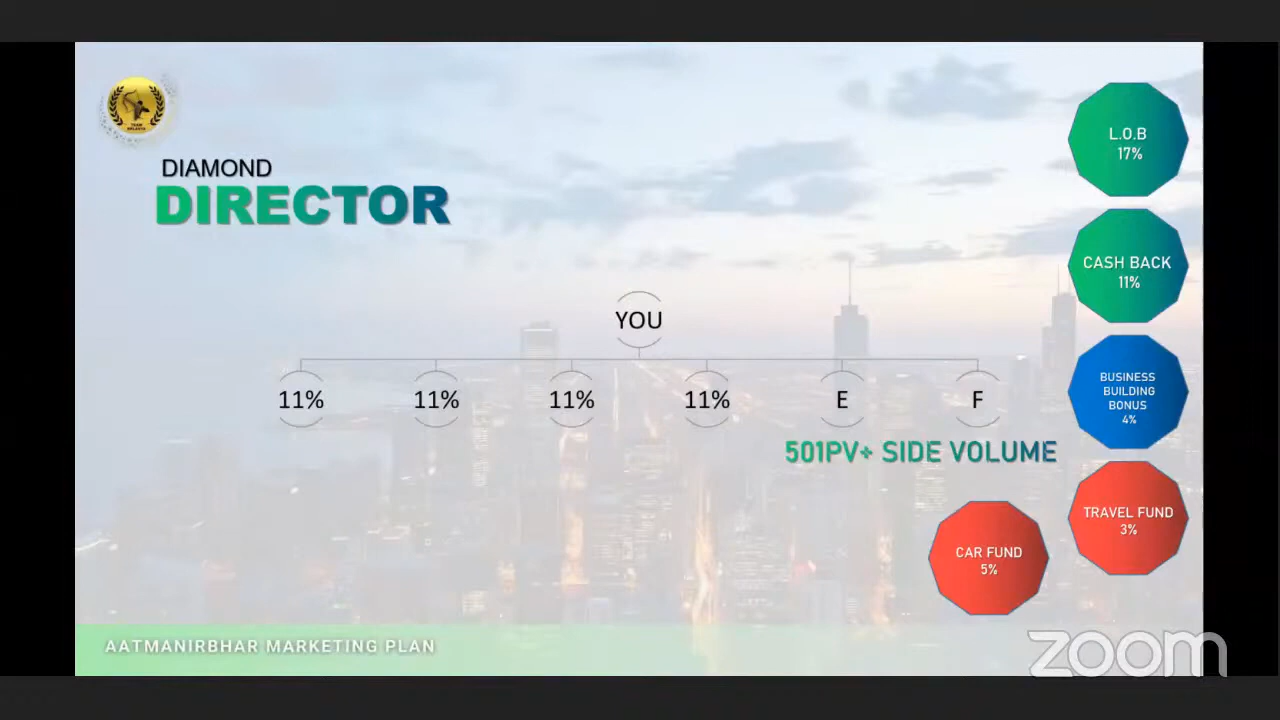 DIAMOND
DIRECTOR
YOU
11%
11%
11%
11%
E
F
501PV+ SIDE VOLUME
L.O.B
17%
CASH BACK
11%
BUSINESS
BUILDING
BONUS
4%
TRAVEL FUND
3%
CAR FUND
5%
AATMANIRBHAR MARKETING PLAN
zoom